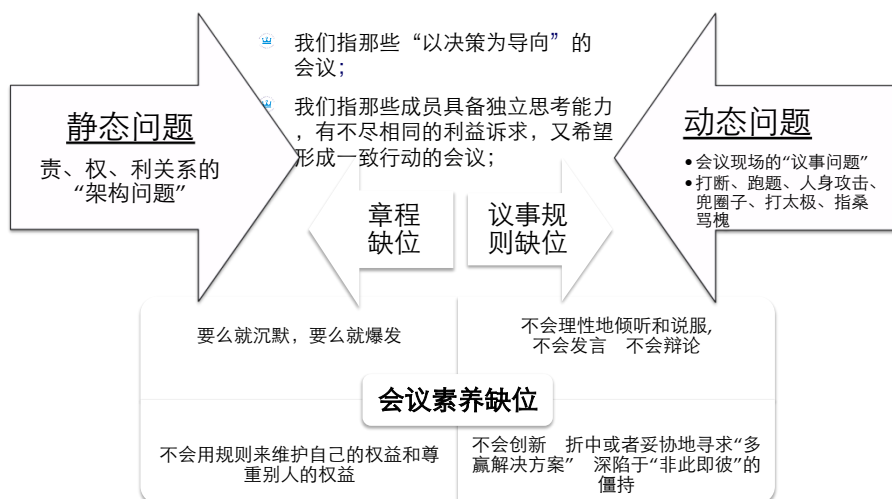 我们指那些“以决策为导向”的
会议；
我们指那些成员具备独立思考能力
，有不尽相同的利益诉求，又希望
形成一致行动的会议；
静态问题
责、权、利关系的
“架构问题”
动态问题
•会议现场的“议事问题”
•打断、跑题、人身攻击、
兜圈子、打太极、指桑
骂槐
章程
缺位
议事规
则缺位
要么就沉默，要么就爆发
不会理性地倾听和说服,
不会发言 不会辩论
会议素养缺位
不会用规则来维护自己的权益和尊
重别人的权益
不会创新 折中或者妥协地寻求“多
赢解决方案” 深陷于“非此即彼”的
僵持